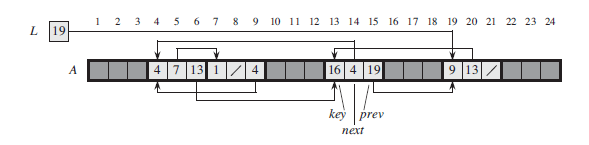 1 2 3 4 5 6 7 8 9 10 11 12 13 14 15 16 17 18 19 20 21 22 23 24
L 19
A 4 7 13 1 / 4 16 4 19 9 13 /
key prev
next